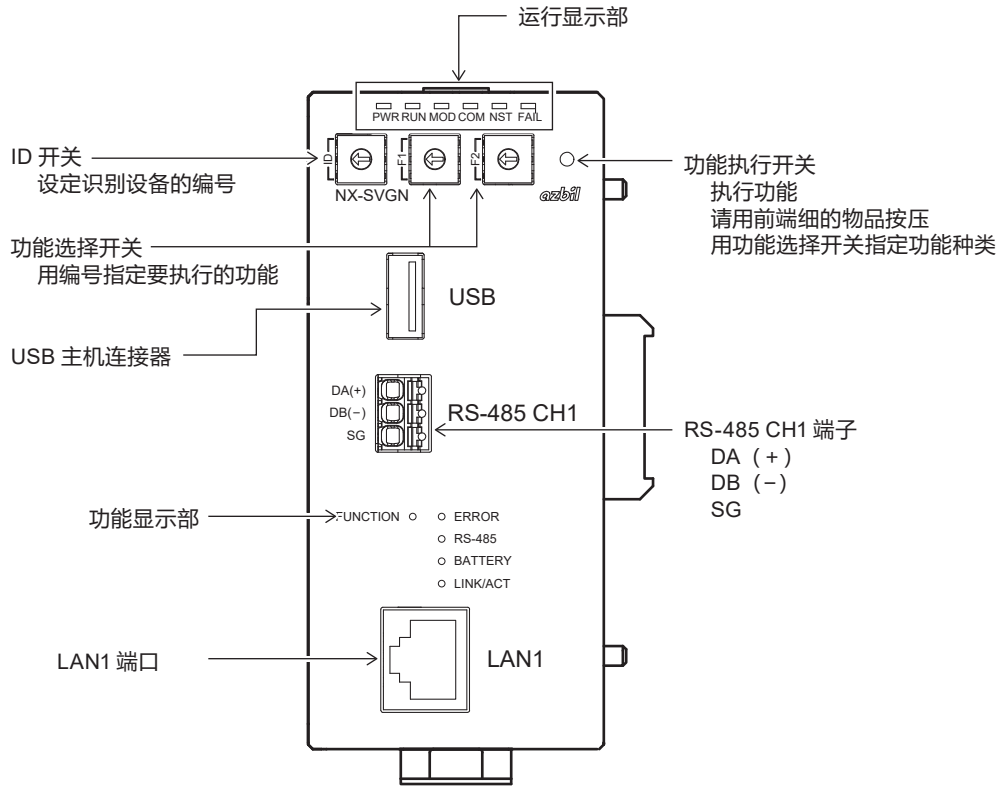 运行显示部
PWR RUN MOD COM NST FAIL
ID 开关
设定识别设备的编号
ID
F1
F2
NX-SVGN
azbil
功能执行开关
执行功能
请用前端细的物品按压
用功能选择开关指定功能种类
功能选择开关
用编号指定要执行的功能
USB
USB 主机连接器
DA(+)
DB(−)
SG
RS-485 CH1
RS-485 CH1 端子
DA (+)
DB (−)
SG
功能显示部
FUNCTION
ERROR
RS-485
BATTERY
LINK/ACT
LAN1 端口
LAN1